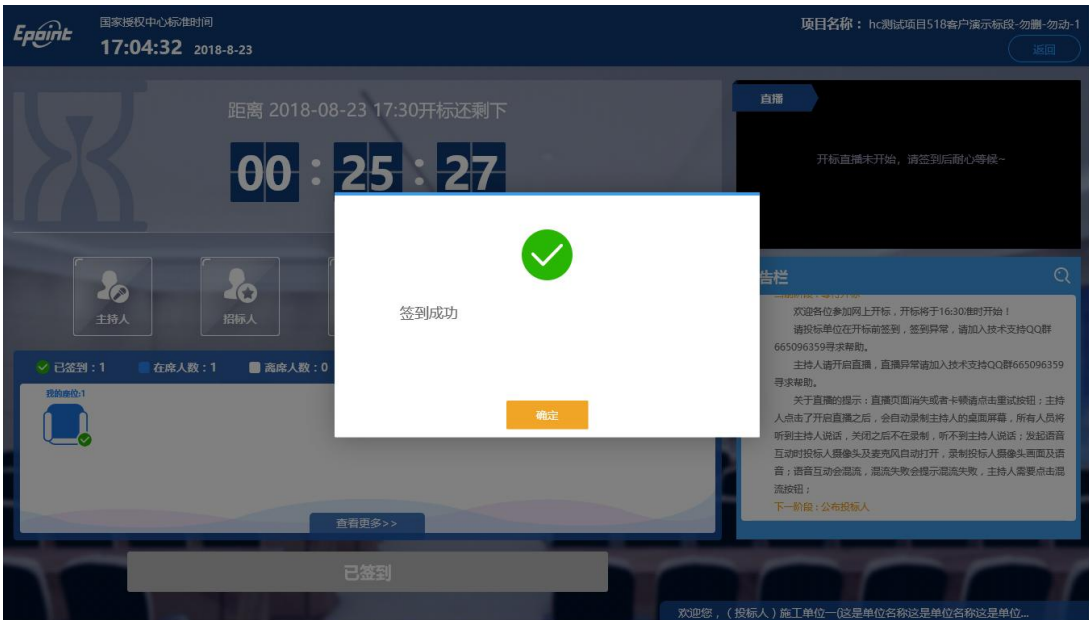 Epoint
国家授权中心标准时间
17:04:32 2018-8-23
项目名称：hc测试项目518客户演示标段-勿删-勿动-1
返回
距离 2018-08-23 17:30开标还剩下
00 : 25 : 27
直播
开标直播未开始，请签到后耐心等候~
签到成功
确定
主持人
招标人
告栏
欢迎各位参加网上开标，开标将于16:30准时开始！
请投标单位在开标前签到，签到异常，请加入技术支持QQ群
665096359寻求帮助。
主持人请开启直播，直播异常请加入技术支持QQ群665096359
寻求帮助。
关于直播的提示：直播页面消失或者卡顿请点击重试按钮；主持
人点击了开启直播之后，会自动录制主持人的桌面屏幕，所有人员将
听到主持人说话，关闭之后不在录制，听不到主持人说话；发起语音
互动时投标人摄像头及麦克风自动打开，录制投标人摄像头画面及语
音；语音互动会混流，混流失败会提示混流失败，主持人需要点击混
流按钮；
下一阶段：公布投标人
已签到：1 在席人数：1 离席人数：0
我的座位:1
查看更多>>
已签到
欢迎您，（投标人）施工单位一(这是单位名称这是单位名称这是单位...